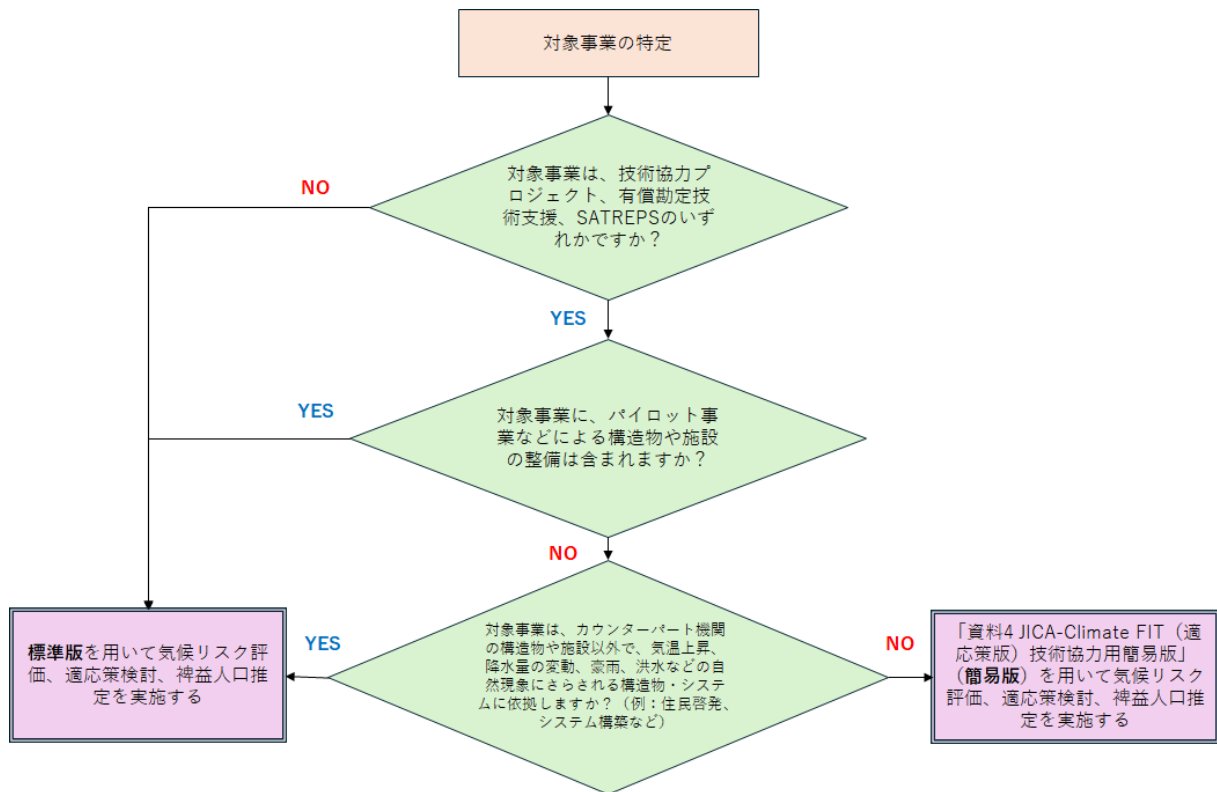 対象事業の特定
対象事業は、技術協力プ
ロジェクト、有償勘定技
術支援、SATREPSのいず
れかですか？
NO
YES
対象事業に、パイロット事
業などによる構造物や施設
の整備は含まれますか？
YES
NO
対象事業は、カウンターパート機関
の構造物や施設以外で、気温上昇、
降水量の変動、豪雨、洪水などの自
然現象にさらされる構造物・システ
ムに依拠しますか？（例：住民啓発、
システム構築など）
YES
NO
標準版を用いて気候リスク評
価、適応策検討、裨益人口推
定を実施する
「資料4 JICA-Climate FIT（適
応策版）技術協力用簡易版」
（簡易版）を用いて気候リスク
評価、適応策検討、裨益人口推
定を実施する